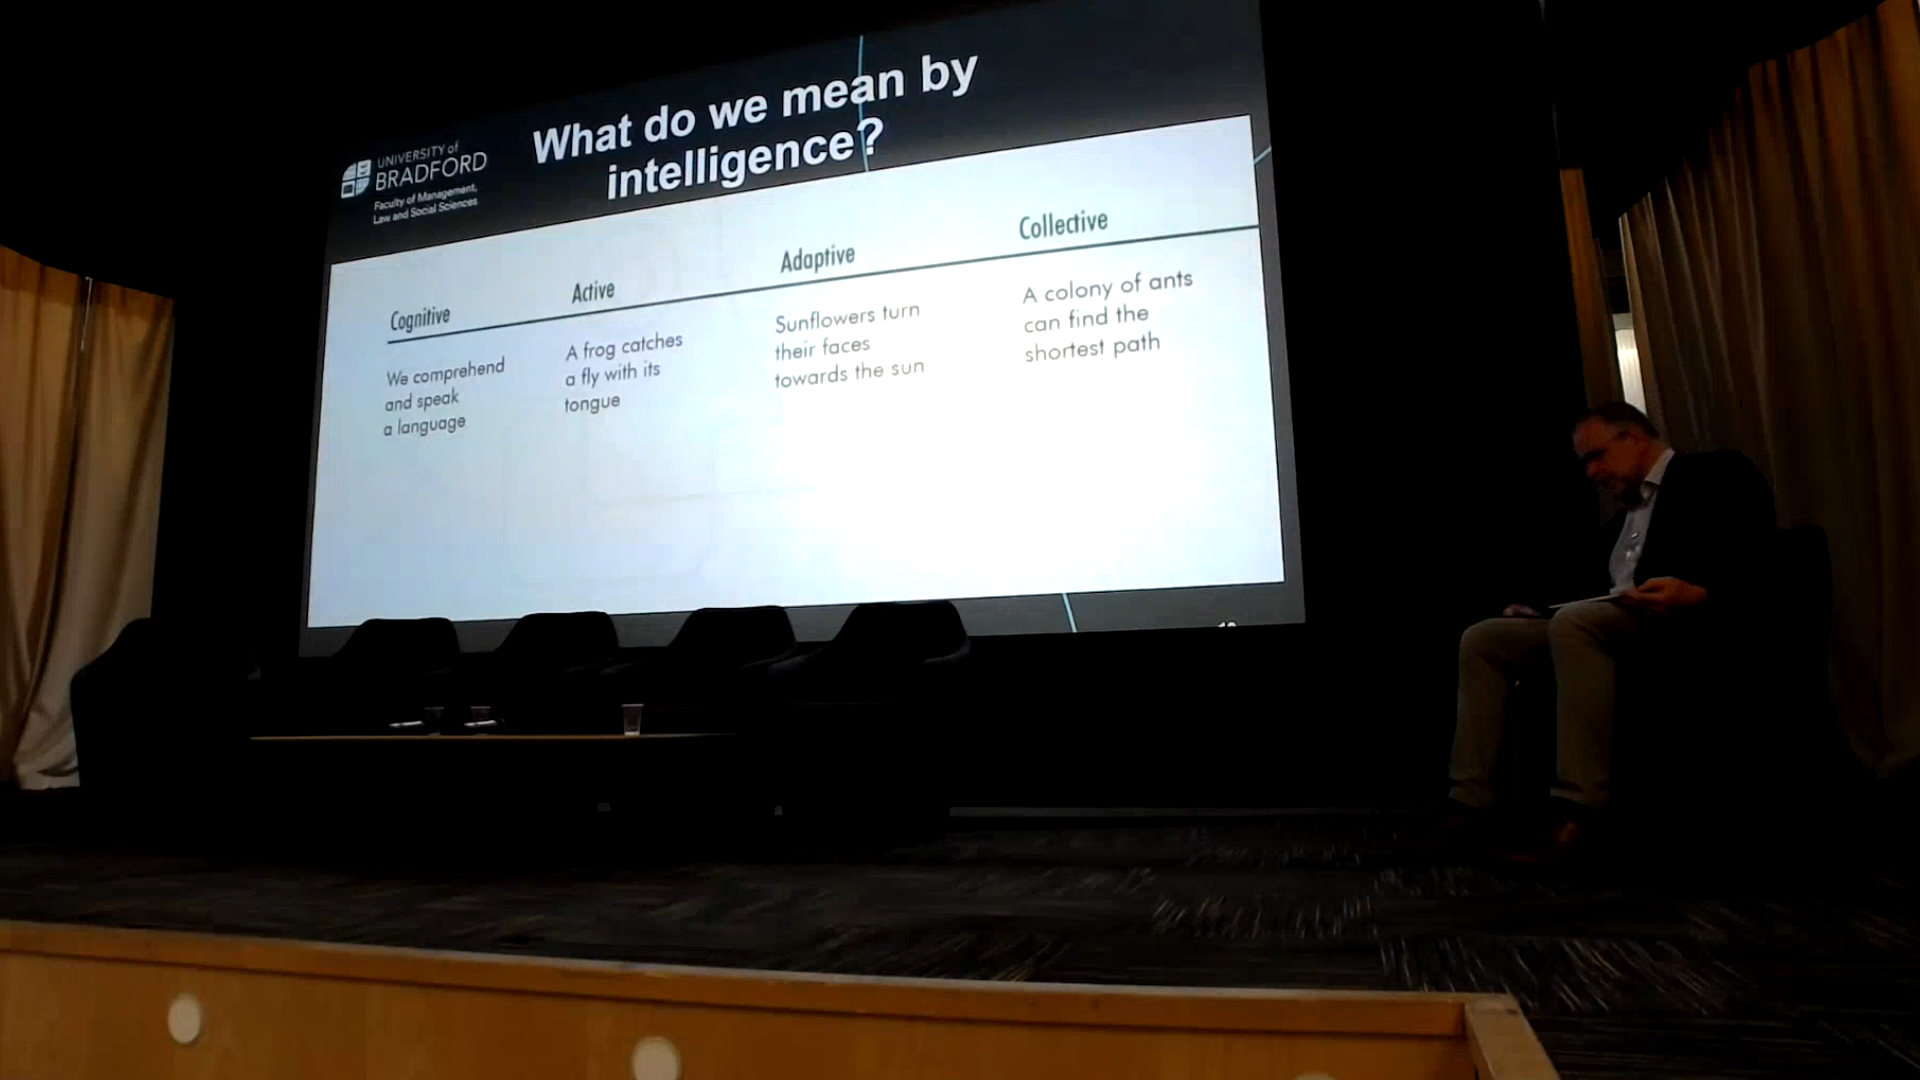 What do we mean by
intelligence?
UNIVERSITY of
BRADFORD
Faculty of Management,
Law and Social Sciences
Cognitive
We comprehend
and speak
a language
Active
A frog catches
a fly with its
tongue
Adaptive
Sunflowers turn
their faces
towards the sun
Collective
A colony of ants
can find the
shortest path